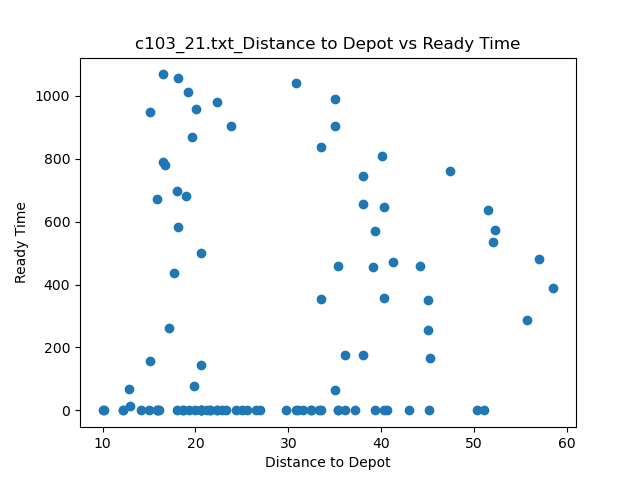 c103_21.txt_Distance to Depot vs Ready Time
1000
800
600
400
200
0
Ready Time
10 20 30 40 50 60
Distance to Depot